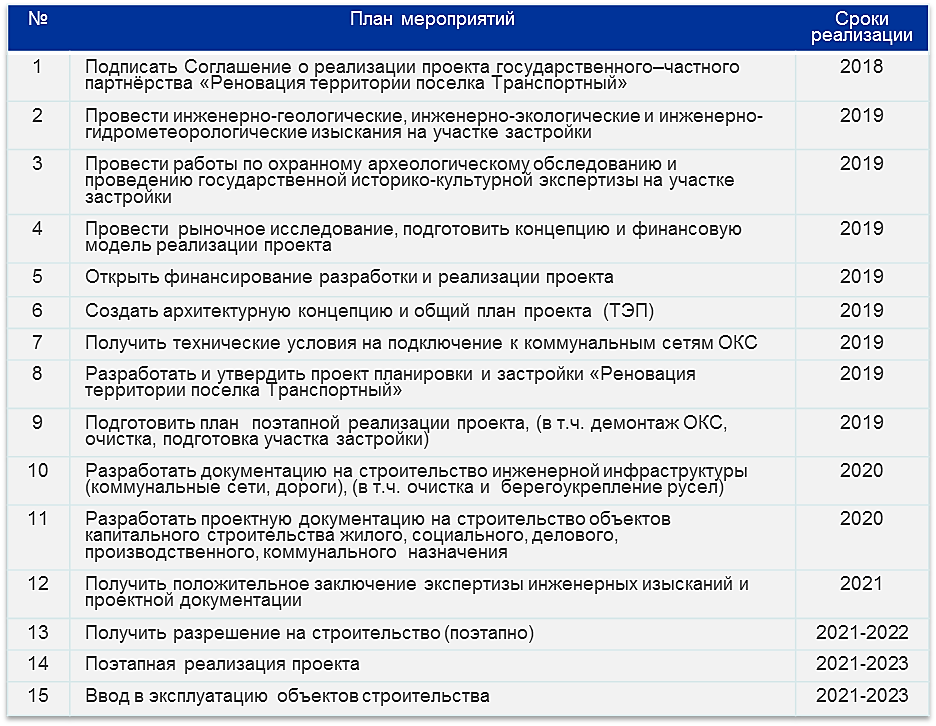 № План мероприятий Сроки
реализации
1 Подписать Соглашение о реализации проекта государственного–частного 2018
партнёрства «Реновация территории поселка Транспортный»
2 Провести инженерно-геологические, инженерно-экологические и инженерно- 2019
гидрометеорологические изыскания на участке застройки
3 Провести работы по охранному археологическому обследованию и 2019
проведению государственной историко-культурной экспертизы на участке
застройки
4 Провести рыночное исследование, подготовить концепцию и финансовую 2019
модель реализации проекта
5 Открыть финансирование разработки и реализации проекта 2019
6 Создать архитектурную концепцию и общий план проекта (ТЭП) 2019
7 Получить технические условия на подключение к коммунальным сетям ОКС 2019
8 Разработать и утвердить проект планировки и застройки «Реновация 2019
территории поселка Транспортный»
9 Подготовить план поэтапной реализации проекта, (в т.ч. демонтаж ОКС, 2019
очистка, подготовка участка застройки)
10 Разработать документацию на строительство инженерной инфраструктуры 2020
(коммунальные сети, дороги), (в т.ч. очистка и берегоукрепление русел)
11 Разработать проектную документацию на строительство объектов 2020
капитального строительства жилого, социального, делового,
производственного, коммунального назначения
12 Получить положительное заключение экспертизы инженерных изысканий и 2021
проектной документации
13 Получить разрешение на строительство (поэтапно) 2021-2022
14 Поэтапная реализация проекта 2021-2023
15 Ввод в эксплуатацию объектов строительства 2021-2023